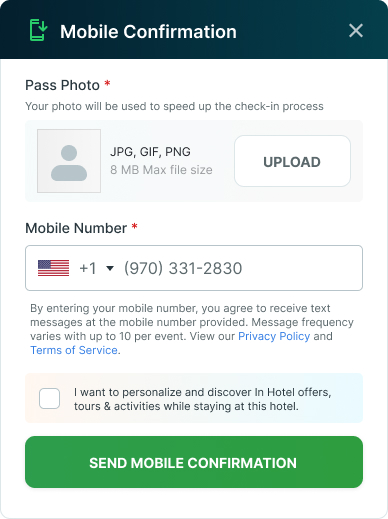 Mobile Confirmation
Pass Photo *
Your photo will be used to speed up the check-in process
JPG, GIF, PNG
8 MB Max file size
UPLOAD
Mobile Number *
+1 (970) 331-2830
By entering your mobile number, you agree to receive text
messages at the mobile number provided. Message frequency
varies with up to 10 per event. View our Privacy Policy and
Terms of Service.
I want to personalize and discover In Hotel offers,
tours & activities while staying at this hotel.
SEND MOBILE CONFIRMATION